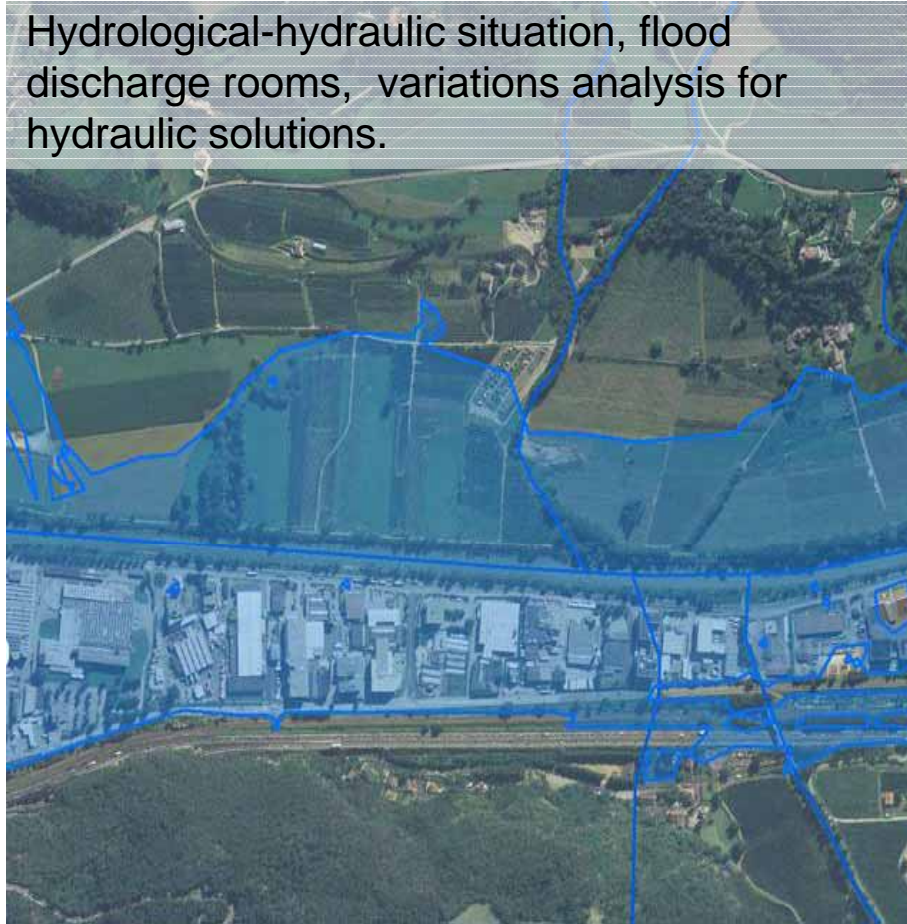 Hydrological-hydraulic situation, flood
discharge rooms,  variations analysis for
hydraulic solutions.